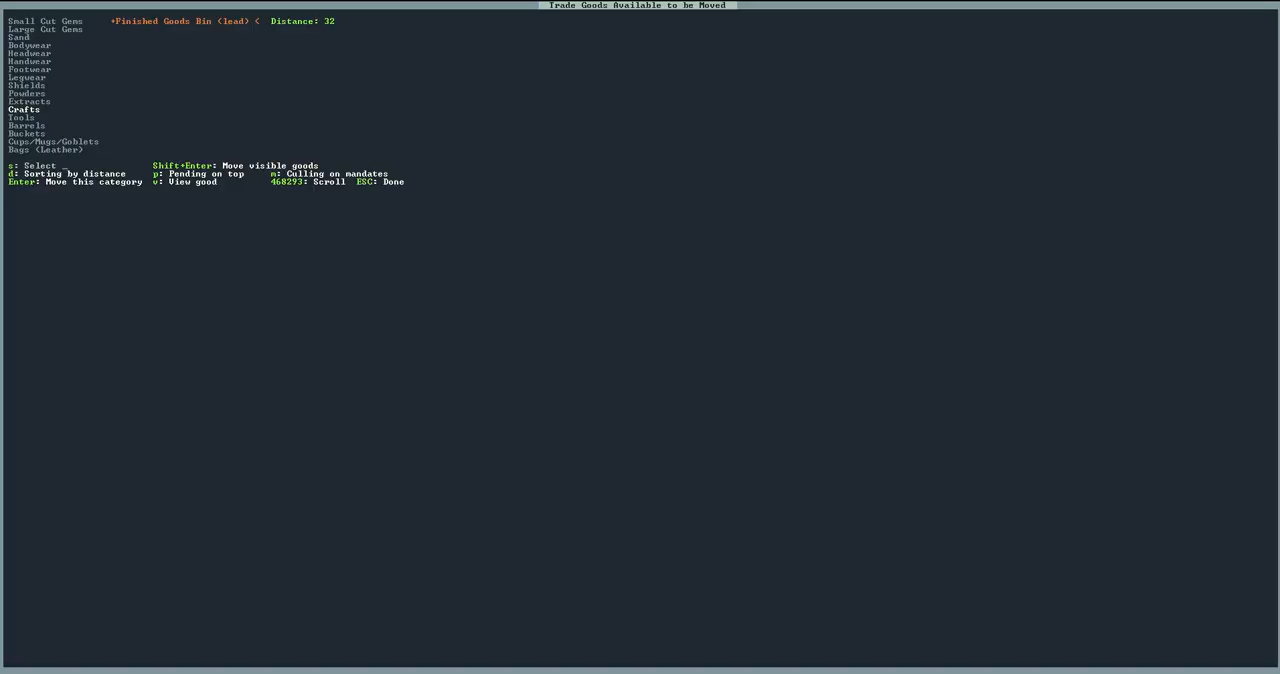 Trade Goods Available to be Moved
Small Cut Gems +Finished Goods Bin (lead) < Distance: 32
Large Cut Gems
Sand
Bodywear
Headwear
Handwear
Footwear
Legwear
Shields
Powders
Extracts
Crafts
Tools
Barrels
Buckets
Cups/Mugs/Goblets
Bags (Leather)
s: Select _ Shift+Enter: Move visible goods
d: Sorting by distance p: Pending on top m: Culling on mandates
Enter: Move this category v: View good 468293: Scroll ESC: Done